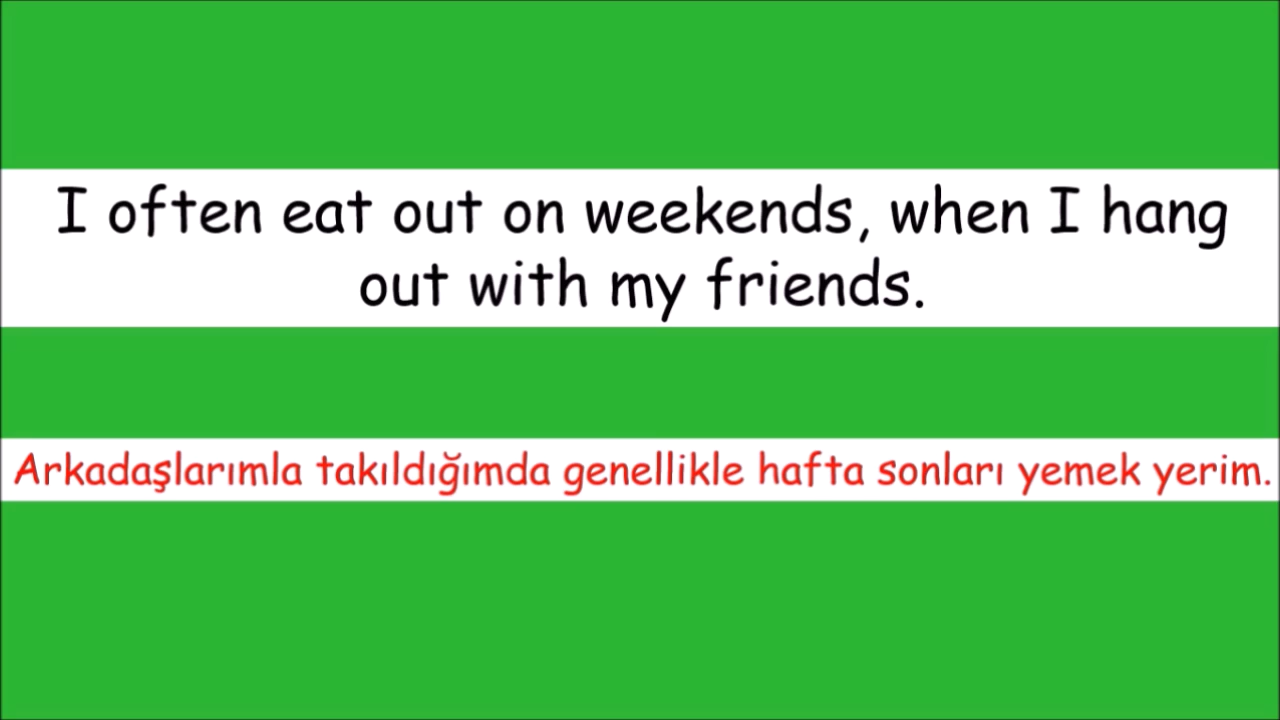 I often eat out on weekends, when I hang
out with my friends.
Arkadaşlarımla takıldığımda genellikle hafta sonları yemek yerim.